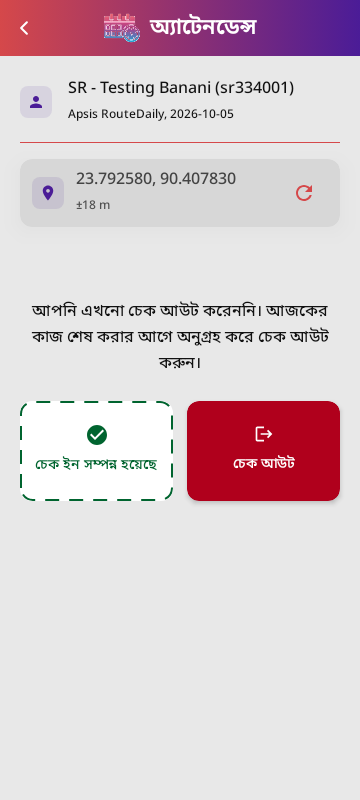 অ্যাটেনডেন্স
SR - Testing Banani (sr334001)
Apsis RouteDaily, 2026-10-05
23.792580, 90.407830
±18 m
আপনি এখনো চেক আউট করেননি। আজকের
কাজ শেষ করার আগে অনুগ্রহ করে চেক আউট
করুন।
চেক ইন সম্পন্ন হয়েছে
চেক আউট